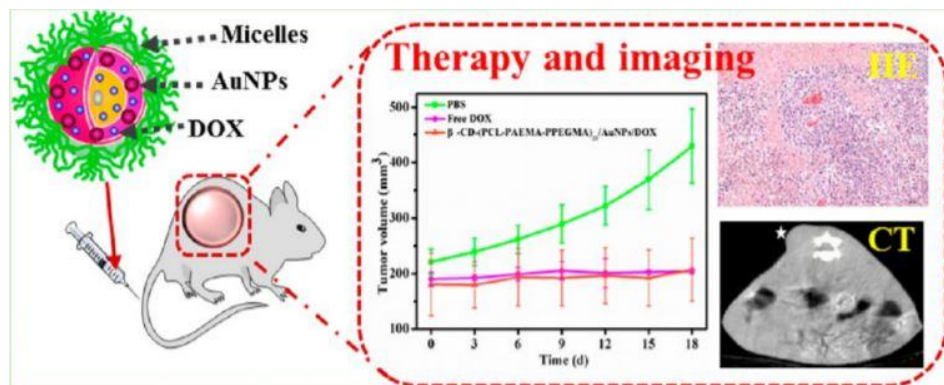 Micelles
AuNPs
DOX
Therapy and imaging
HE
CT
PBS
Free DOX
β -CD-(PCL-PAEMA-PPEGMA)21/AuNPs/DOX
Tumor volume (mm3)
500
400
300
200
100
0 3 6 9 12 15 18
Time (d)